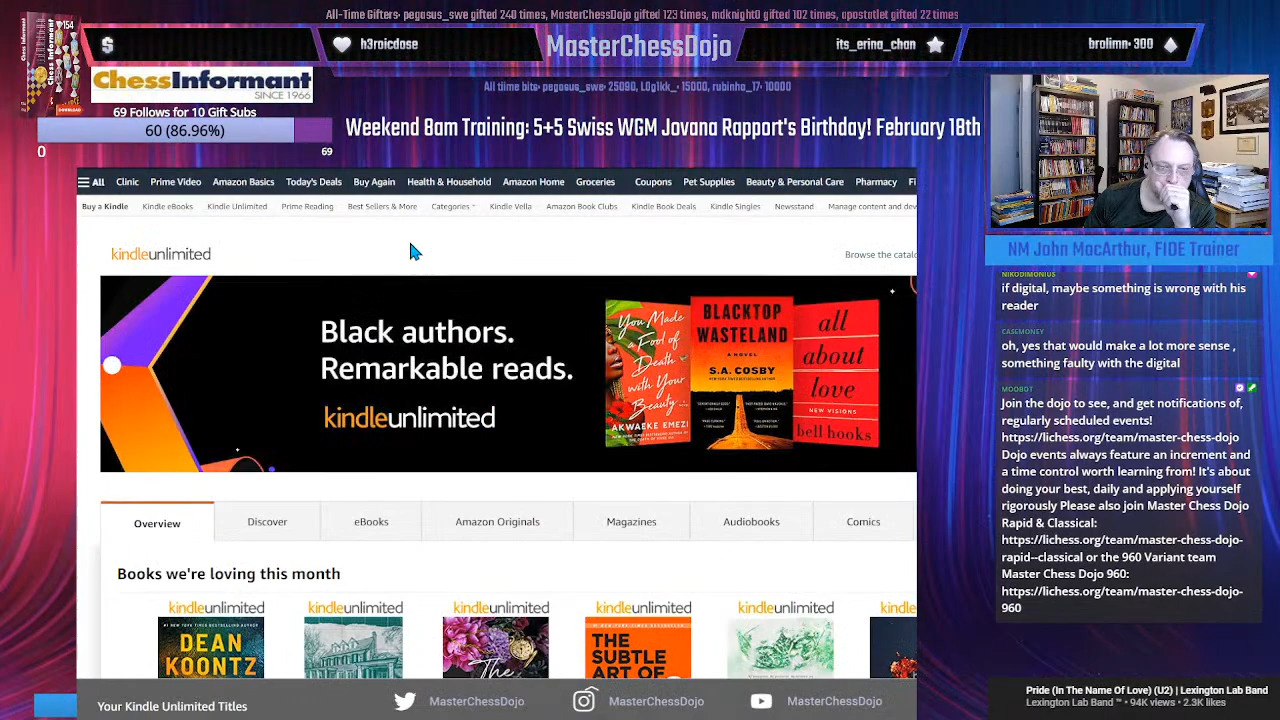 All-Time Gifters• pegasus_swe gifted 240 times, MasterChessDojo gifted 123 times, mdknight0 gifted 102 times, apostatlet gifted 22 times
154
Chess Informant
DOWNLOAD
$
h3roicdose
MasterChessDojo
its_erina_chan
brolimn• 300
ChessInformant
SINCE 1966
All time bits• pegasus_swe• 25090, L0g1kk_• 15000, rubinho_17• 10000
69 Follows for 10 Gift Subs
60 (86.96%)
0
69
Weekend 8am Training: 5+5 Swiss WGM Jovana Rapport's Birthday! February 18th
All Clinic Prime Video Amazon Basics Today's Deals Buy Again Health & Household Amazon Home Groceries Coupons Pet Supplies Beauty & Personal Care Pharmacy Fi
Buy a Kindle Kindle eBooks Kindle Unlimited Prime Reading Best Sellers & More Categories Kindle Vella Amazon Book Clubs Kindle Book Deals Kindle Singles Newsstand Manage content and dev
kindleunlimited
Browse the catalo
Black authors.
Remarkable reads.
kindleunlimited
You Made
a Fool of
Death with
Your
Beauty
AKWAEKE EMEZI
BLACKTOP
WASTELAND
A NOVEL
S.A. COSBY
all
about
love
NEW VISIONS
bell hooks
Overview
Discover
eBooks
Amazon Originals
Magazines
Audiobooks
Comics
Books we're loving this month
kindleunlimited
kindleunlimited
kindleunlimited
kindleunlimited
kindleunlimited
kindl
DEAN
KOONTZ
The
THE
SUBTLE
ART OF
Your Kindle Unlimited Titles
MasterChessDojo
MasterChessDojo
MasterChessDojo
NM John MacArthur, FIDE Trainer
NIKODIMONIUS
if digital, maybe something is wrong with his
reader
CASEMONEY
oh, yes that would make a lot more sense ,
something faulty with the digital
MOOBOT
Join the dojo to play, and get notifications of,
regularly scheduled events!
https://lichess.org/team/master-chess-dojo
Dojo events always feature an increment and
a time control worth learning from! It's about
doing your best, daily and applying yourself
rigorously Please also join Master Chess Dojo
Rapid & Classical:
https://lichess.org/team/master-chess-dojo-
rapid--classical or the 960 Variant team
Master Chess Dojo 960:
https://lichess.org/team/master-chess-dojo-
960
Pride (In The Name Of Love) (U2) | Lexington Lab Band
Lexington Lab Band ™ • 94K views • 2.3K likes